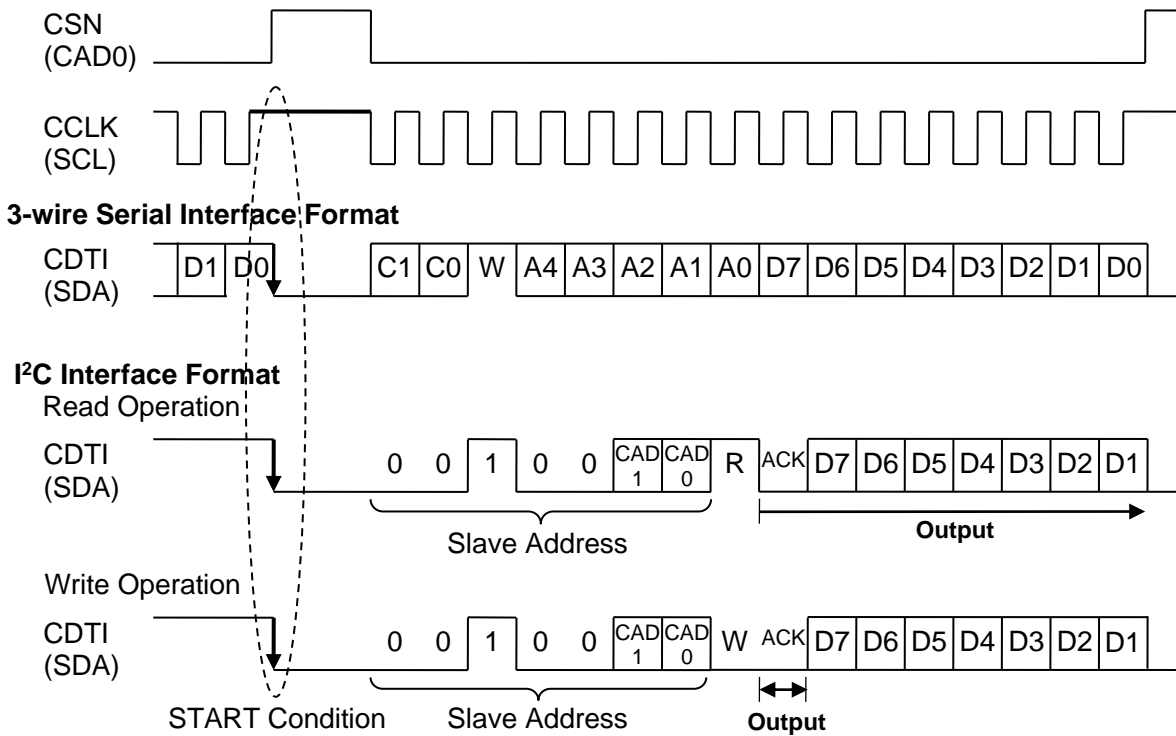 CSN
(CAD0)
CCLK
(SCL)
3-wire Serial Interface Format
CDTI
(SDA)
D1 D0 C1 C0 W A4 A3 A2 A1 A0 D7 D6 D5 D4 D3 D2 D1 D0
I²C Interface Format
Read Operation
CDTI
(SDA)
0 0 1 0 0 CAD1 CAD0 R ACK D7 D6 D5 D4 D3 D2 D1
Slave Address
Output
Write Operation
CDTI
(SDA)
0 0 1 0 0 CAD1 CAD0 W ACK D7 D6 D5 D4 D3 D2 D1
START Condition
Slave Address
Output